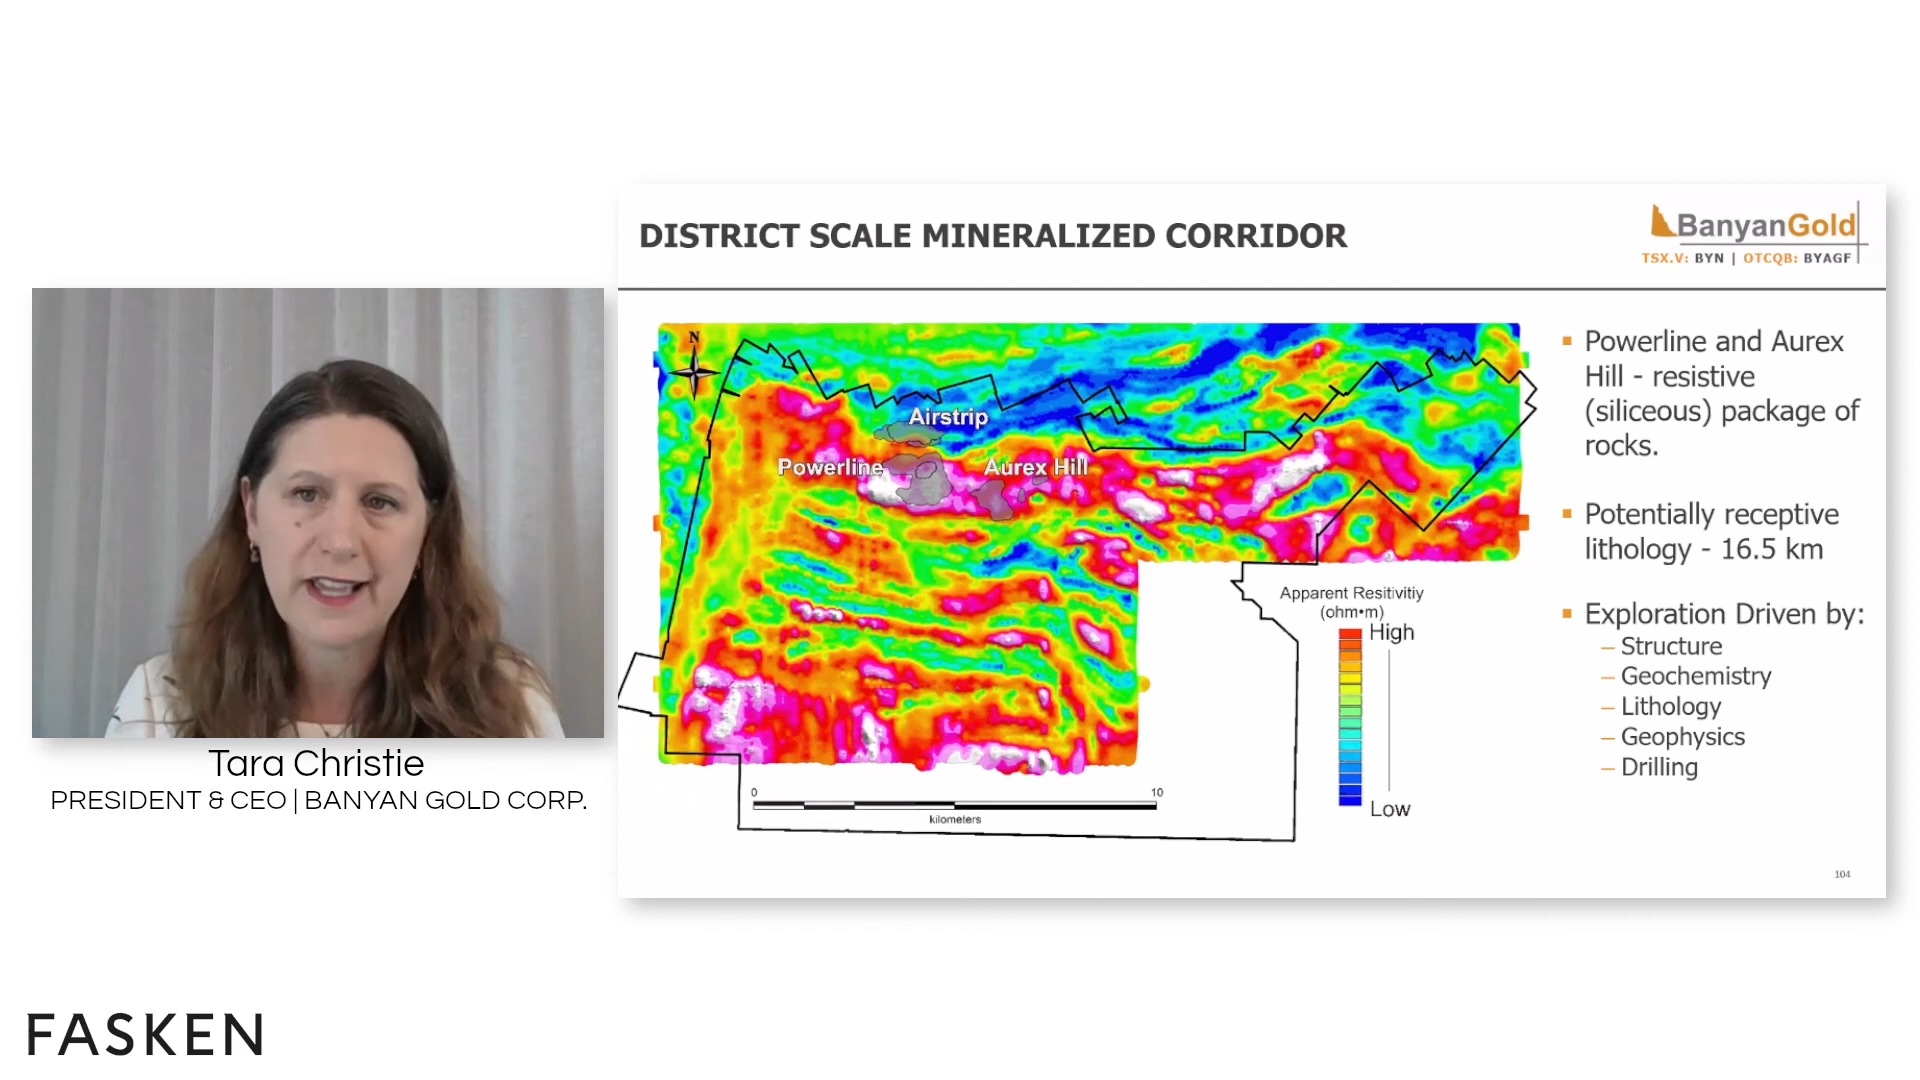 DISTRICT SCALE MINERALIZED CORRIDOR
BanyanGold
TSX.V: BYN | OTCQB: BYAGF
N
Airstrip
Powerline
Aurex Hill
Apparent Resitivitiy
(ohm•m)
High
Low
0 10
kilometers
▪ Powerline and Aurex
Hill - resistive
(siliceous) package of
rocks.
▪ Potentially receptive
lithology - 16.5 km
▪ Exploration Driven by:
– Structure
– Geochemistry
– Lithology
– Geophysics
– Drilling
104
Tara Christie
PRESIDENT & CEO | BANYAN GOLD CORP.
FASKEN